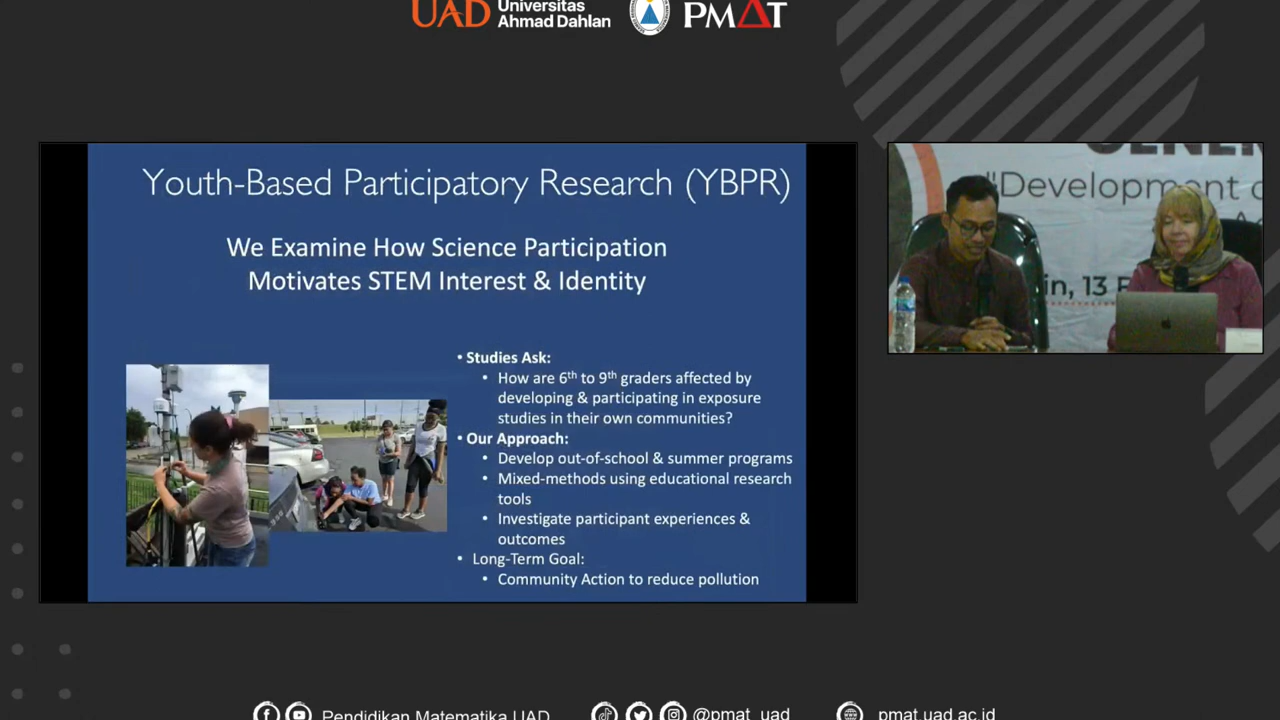 UAD Universitas
Ahmad Dahlan
PMAT
Youth-Based Participatory Research (YBPR)
We Examine How Science Participation
Motivates STEM Interest & Identity
• Studies Ask:
• How are 6th to 9th graders affected by
developing & participating in exposure
studies in their own communities?
• Our Approach:
• Develop out-of-school & summer programs
• Mixed-methods using educational research
tools
• Investigate participant experiences &
outcomes
• Long-Term Goal:
• Community Action to reduce pollution
"Development
13
Pendidikan Matematika UAD
@pmat_uad
pmat.uad.ac.id